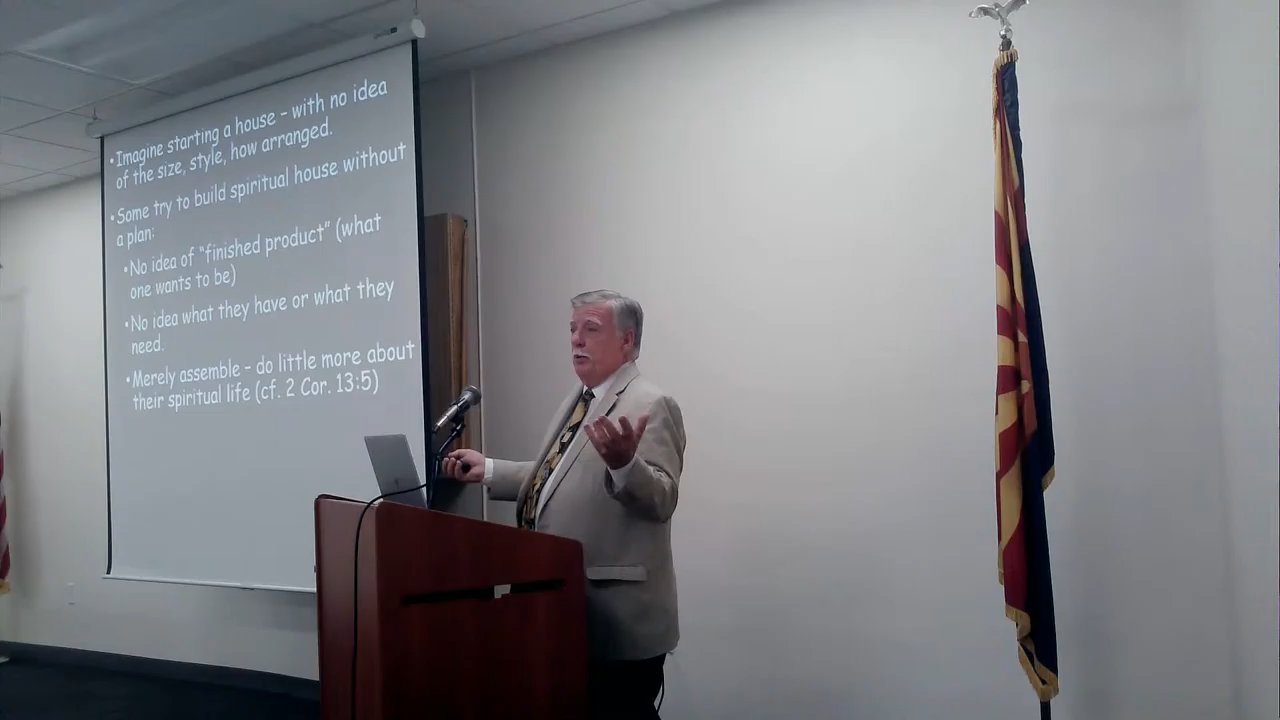 •Imagine starting a house – with no idea
of the size, style, how arranged.
•Some try to build spiritual house without
a plan:
•No idea of “finished product” (what
one wants to be)
•No idea what they have or what they
need.
•Merely assemble – do little more about
their spiritual life (cf. 2 Cor. 13:5)